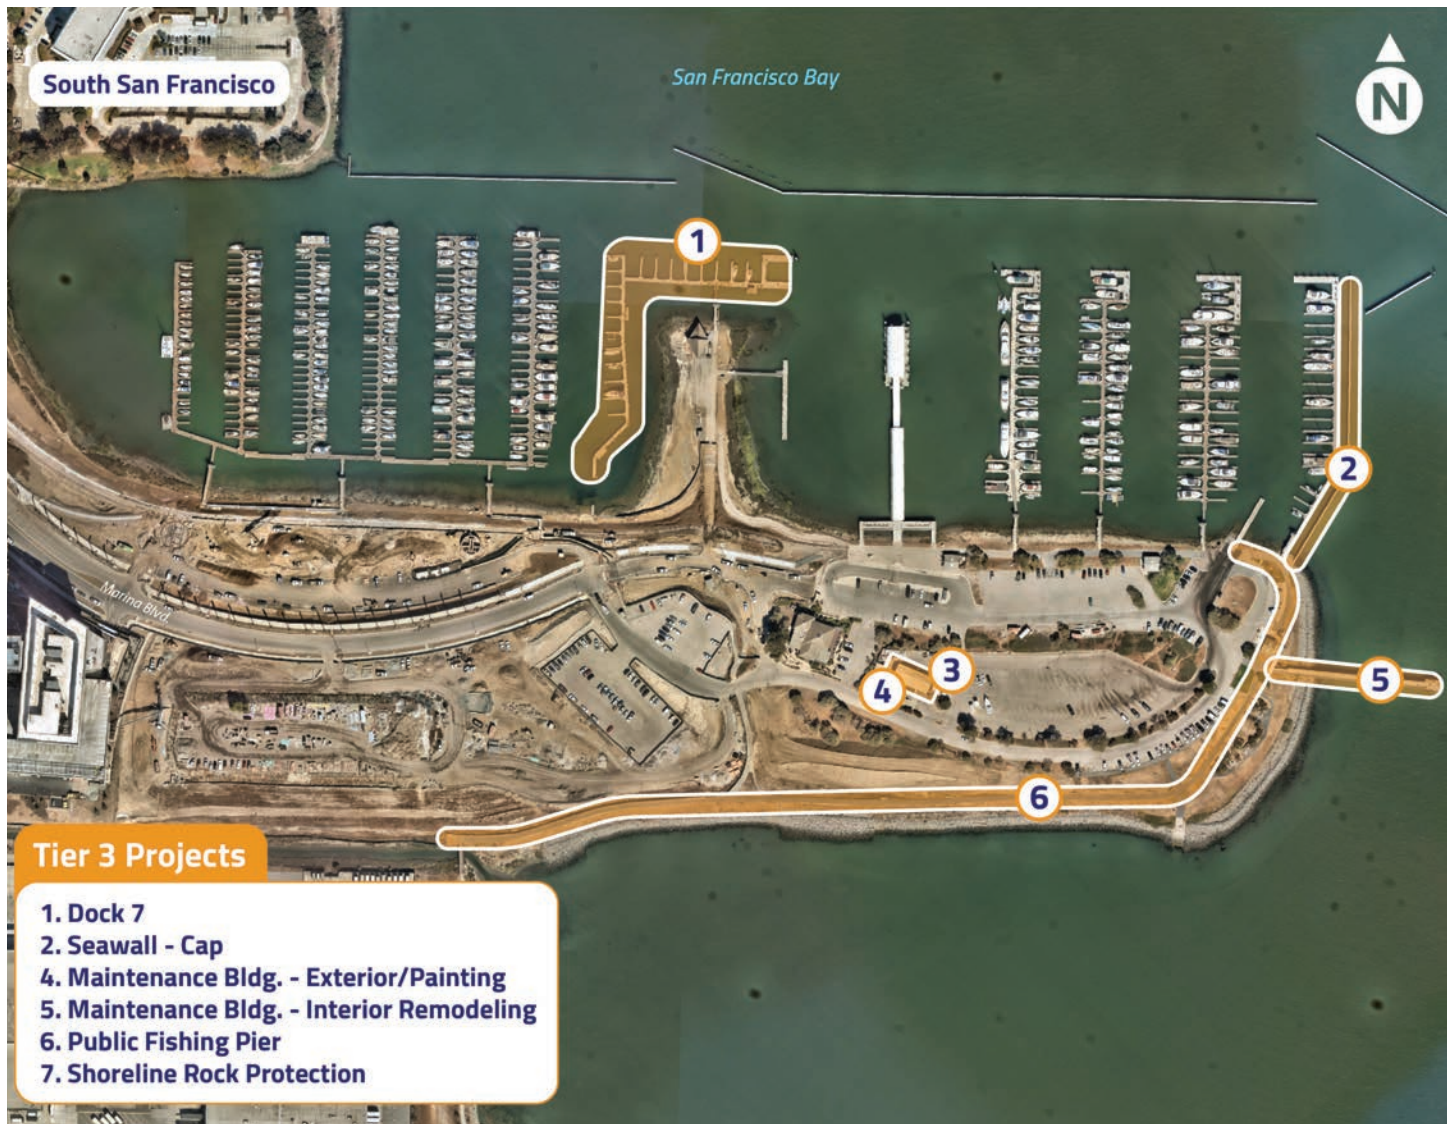 South San Francisco
San Francisco Bay
N
1
2
Marina Blvd.
3
4
5
6
Tier 3 Projects
1. Dock 7
2. Seawall - Cap
4. Maintenance Bldg. - Exterior/Painting
5. Maintenance Bldg. - Interior Remodeling
6. Public Fishing Pier
7. Shoreline Rock Protection